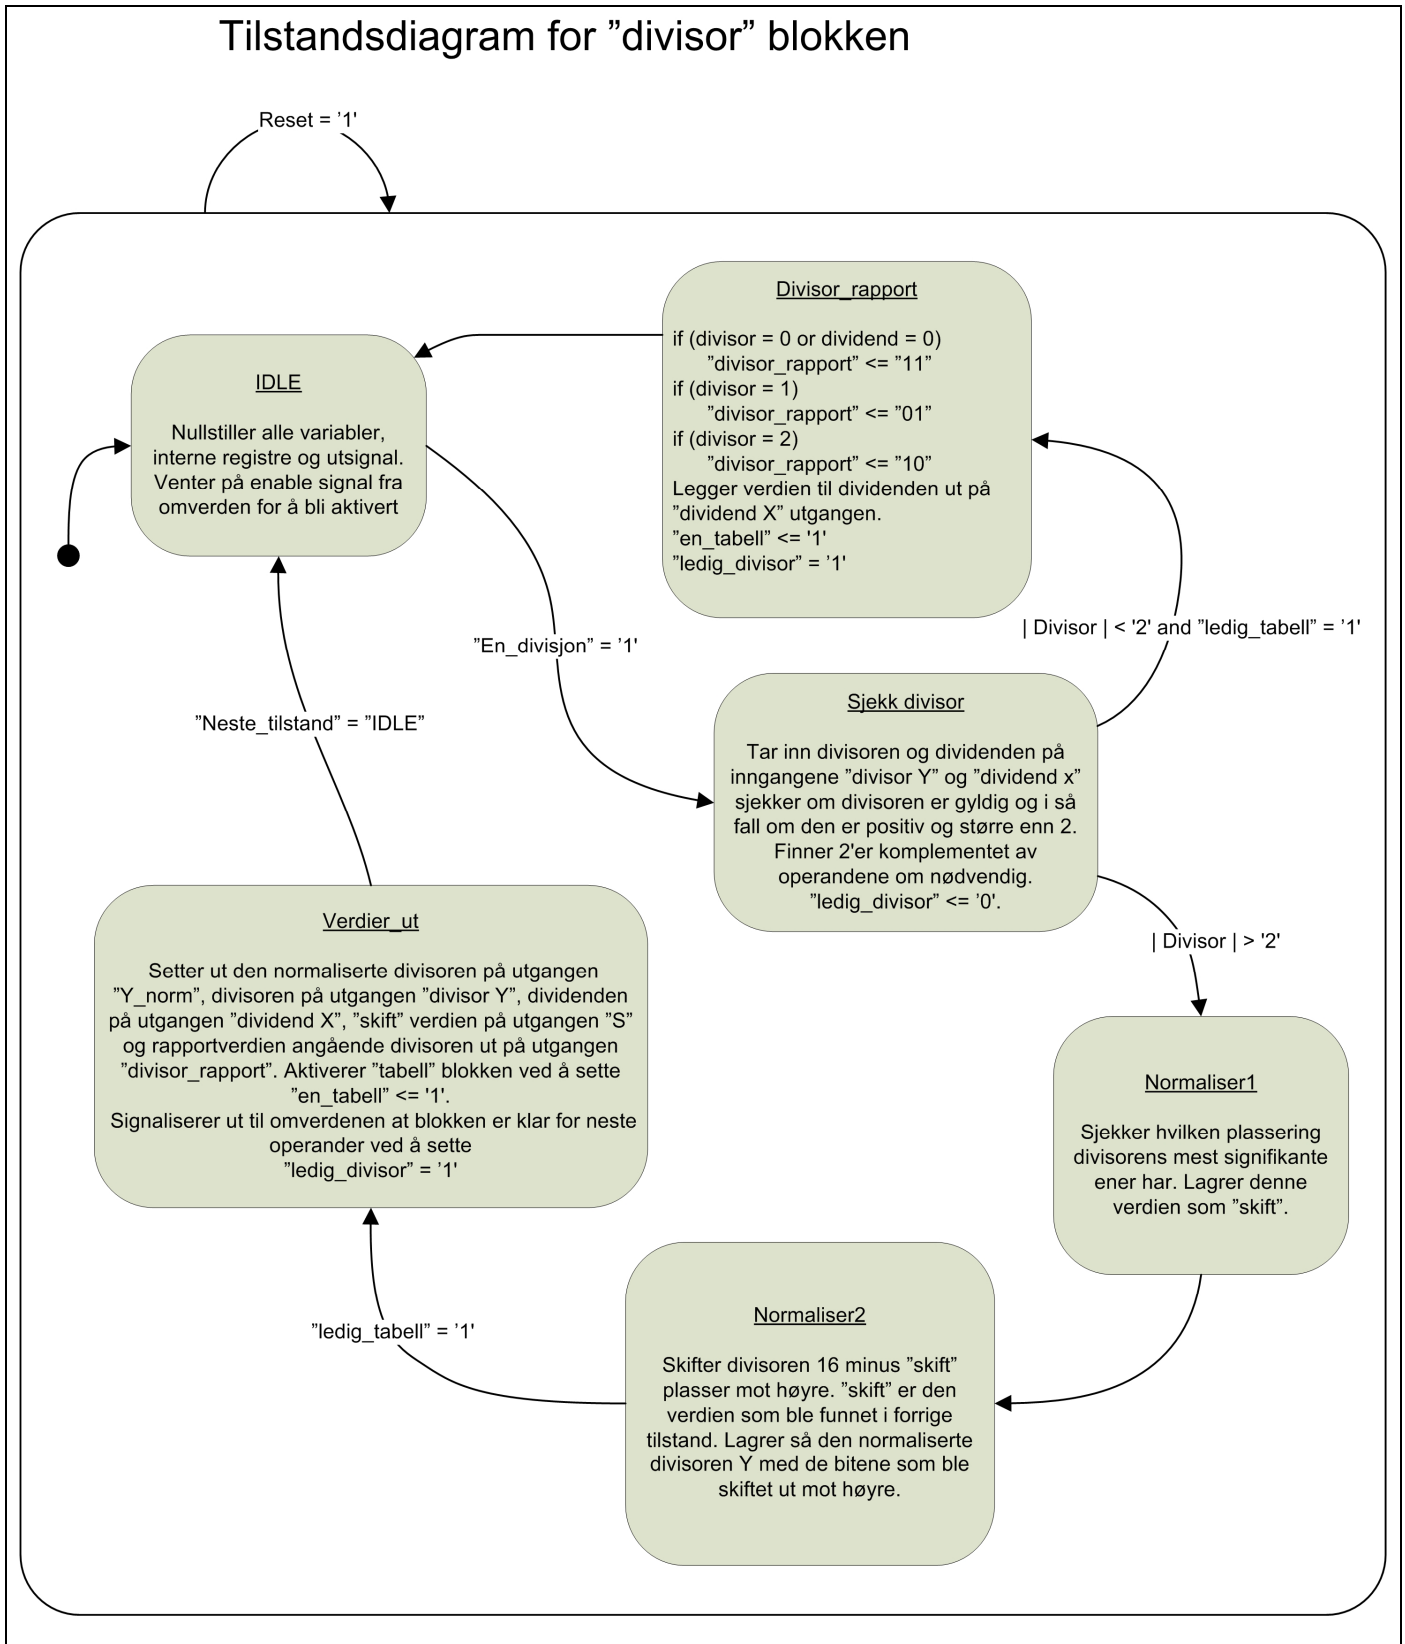 Tilstandsdiagram for ”divisor” blokken
Reset = ’1'
Divisor_rapport
if (divisor = 0 or dividend = 0)
”divisor_rapport” <= ”11”
if (divisor = 1)
”divisor_rapport” <= ”01”
if (divisor = 2)
”divisor_rapport” <= ”10”
Legger verdien til dividenden ut på
”dividend X” utgangen.
”en_tabell” <= '1'
”ledig_divisor” = ’1'
IDLE
Nullstiller alle variabler,
interne registre og utsignal.
Venter på enable signal fra
omverden for å bli aktivert
| Divisor | < '2' and ”ledig_tabell” = ’1'
”En_divisjon” = ’1'
”Neste_tilstand” = ”IDLE”
Sjekk divisor
Tar inn divisoren og dividenden på
inngangene ”divisor Y” og ”dividend x”
sjekker om divisoren er gyldig og i så
fall om den er positiv og større enn 2.
Finner 2'er komplementet av
operandene om nødvendig.
”ledig_divisor” <= ’0'.
| Divisor | > '2'
Verdier_ut
Setter ut den normaliserte divisoren på utgangen
”Y_norm”, divisoren på utgangen ”divisor Y”, dividenden
på utgangen ”dividend X”, ”skift” verdien på utgangen ”S”
og rapportverdien angående divisoren ut på utgangen
”divisor_rapport”. Aktiverer ”tabell” blokken ved å sette
”en_tabell” <= '1'.
Signaliserer ut til omverdenen at blokken er klar for neste
operander ved å sette
”ledig_divisor” = ’1'
Normaliser1
Sjekker hvilken plassering
divisorens mest signifikante
ener har. Lagrer denne
verdien som ”skift”.
”ledig_tabell” = ’1'
Normaliser2
Skifter divisoren 16 minus ”skift”
plasser mot høyre. ”skift” er den
verdien som ble funnet i forrige
tilstand. Lagrer så den normaliserte
divisoren Y med de bitene som ble
skiftet ut mot høyre.